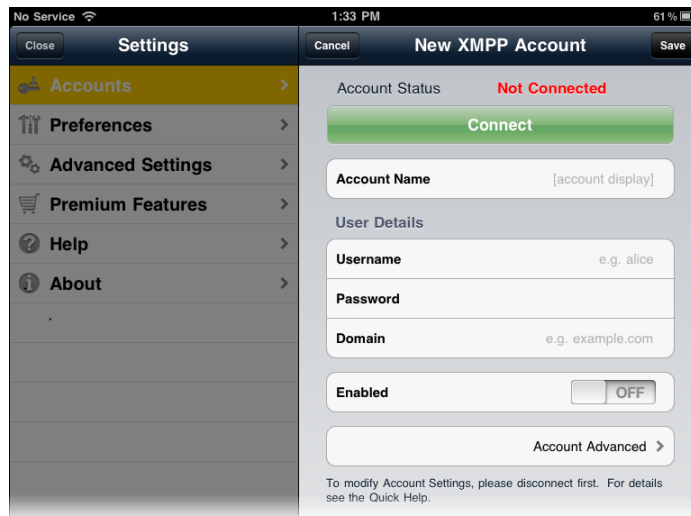 No Service 1:33 PM 61 %
Close Settings
Accounts
Preferences
Advanced Settings
Premium Features
Help
About
.
Cancel New XMPP Account Save
Account Status Not Connected
Connect
Account Name [account display]
User Details
Username e.g. alice
Password
Domain e.g. example.com
Enabled OFF
Account Advanced
To modify Account Settings, please disconnect first. For details
see the Quick Help.